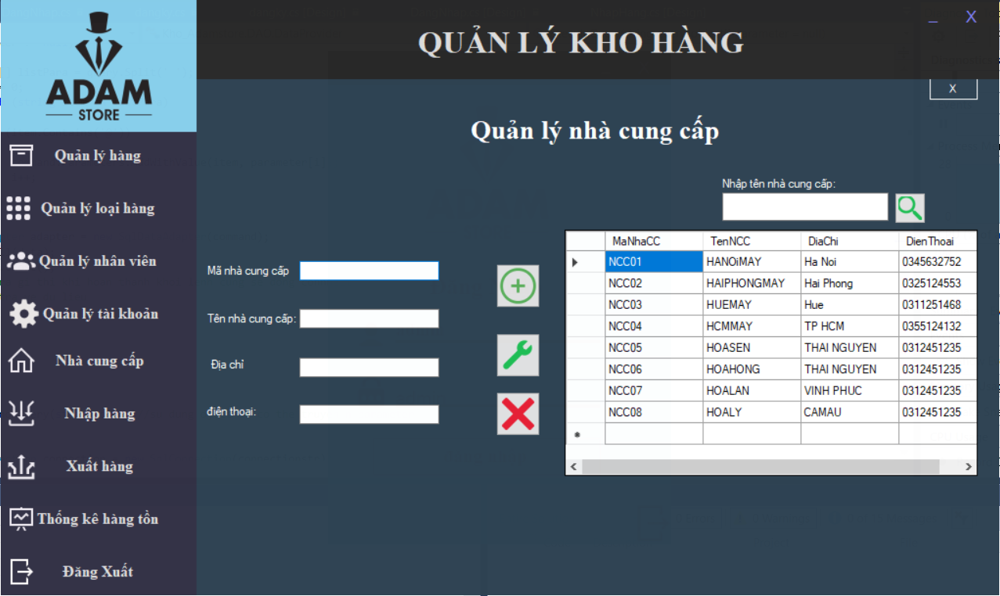 ADAM
STORE
QUẢN LÝ KHO HÀNG
_ X
X
Quản lý hàng
Quản lý loại hàng
Quản lý nhân viên
Quản lý tài khoản
Nhà cung cấp
Nhập hàng
Xuất hàng
Thống kê hàng tồn
Đăng Xuất
Quản lý nhà cung cấp
Nhập tên nhà cung cấp:
Mã nhà cung cấp
Tên nhà cung cấp:
Địa chỉ
điện thoại:
MaNhaCC TenNCC DiaChi DienThoai
NCC01 HANOiMAY Ha Noi 0345632752
NCC02 HAIPHONGMAY Hai Phong 0325124553
NCC03 HUEMAY Hue 0311251468
NCC04 HCMMAY TP HCM 0355124132
NCC05 HOASEN THAI NGUYEN 0312451235
NCC06 HOAHONG THAI NGUYEN 0312451235
NCC07 HOALAN VINH PHUC 0312451235
NCC08 HOALY CAMAU 0312451235